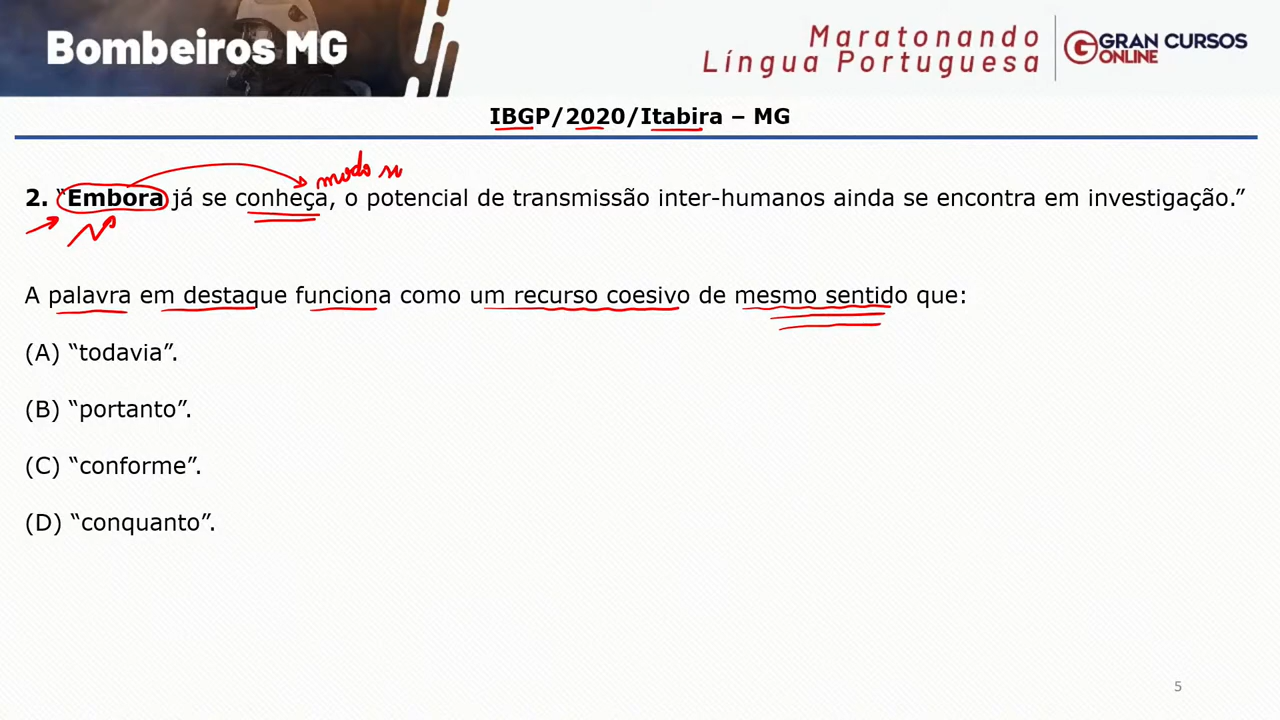 Bombeiros MG
Maratonando
Língua Portuguesa
GRAN CURSOS
ONLINE
IBGP/2020/Itabira – MG
modo su
2. “Embora já se conheça, o potencial de transmissão inter-humanos ainda se encontra em investigação.”
A palavra em destaque funciona como um recurso coesivo de mesmo sentido que:
(A) “todavia”.
(B) “portanto”.
(C) “conforme”.
(D) “conquanto”.
5